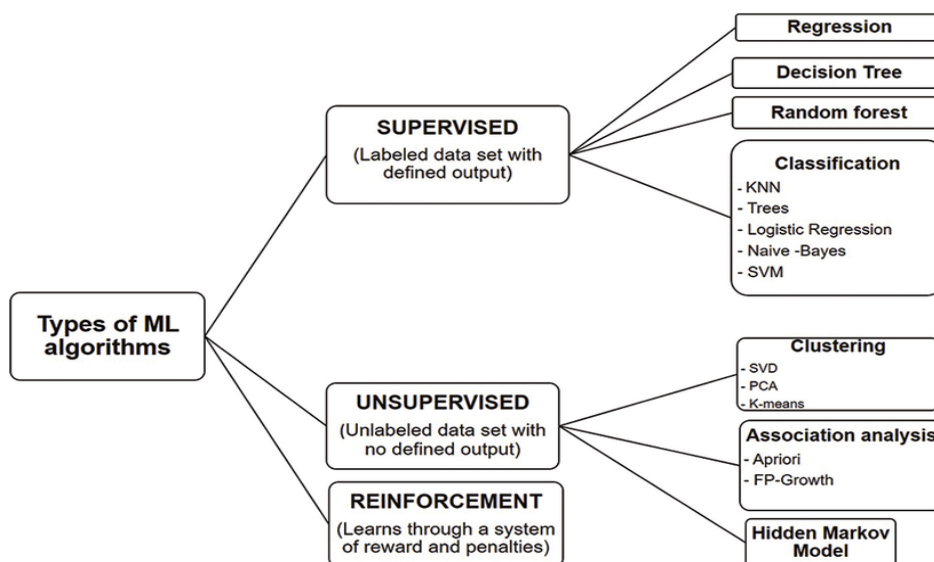 Types of ML
algorithms
SUPERVISED
(Labeled data set with
defined output)
Regression
Decision Tree
Random forest
Classification
- KNN
- Trees
- Logistic Regression
- Naive -Bayes
- SVM
UNSUPERVISED
(Unlabeled data set with
no defined output)
Clustering
- SVD
- PCA
- K-means
Association analysis
- Apriori
- FP-Growth
Hidden Markov
Model
REINFORCEMENT
(Learns through a system
of reward and penalties)